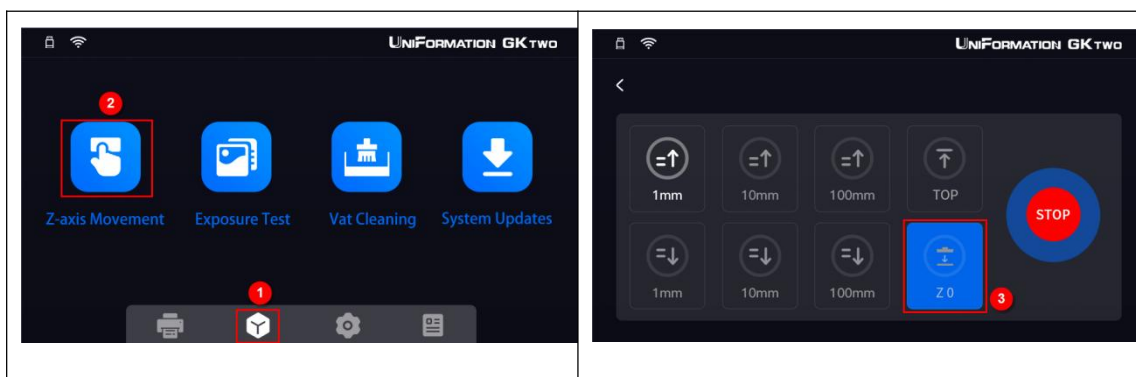 UNIFORMATION GKTWO
2
Z-axis Movement
Exposure Test
Vat Cleaning
System Updates
1
UNIFORMATION GKTWO
1mm
10mm
100mm
TOP
STOP
1mm
10mm
100mm
Z 0
3